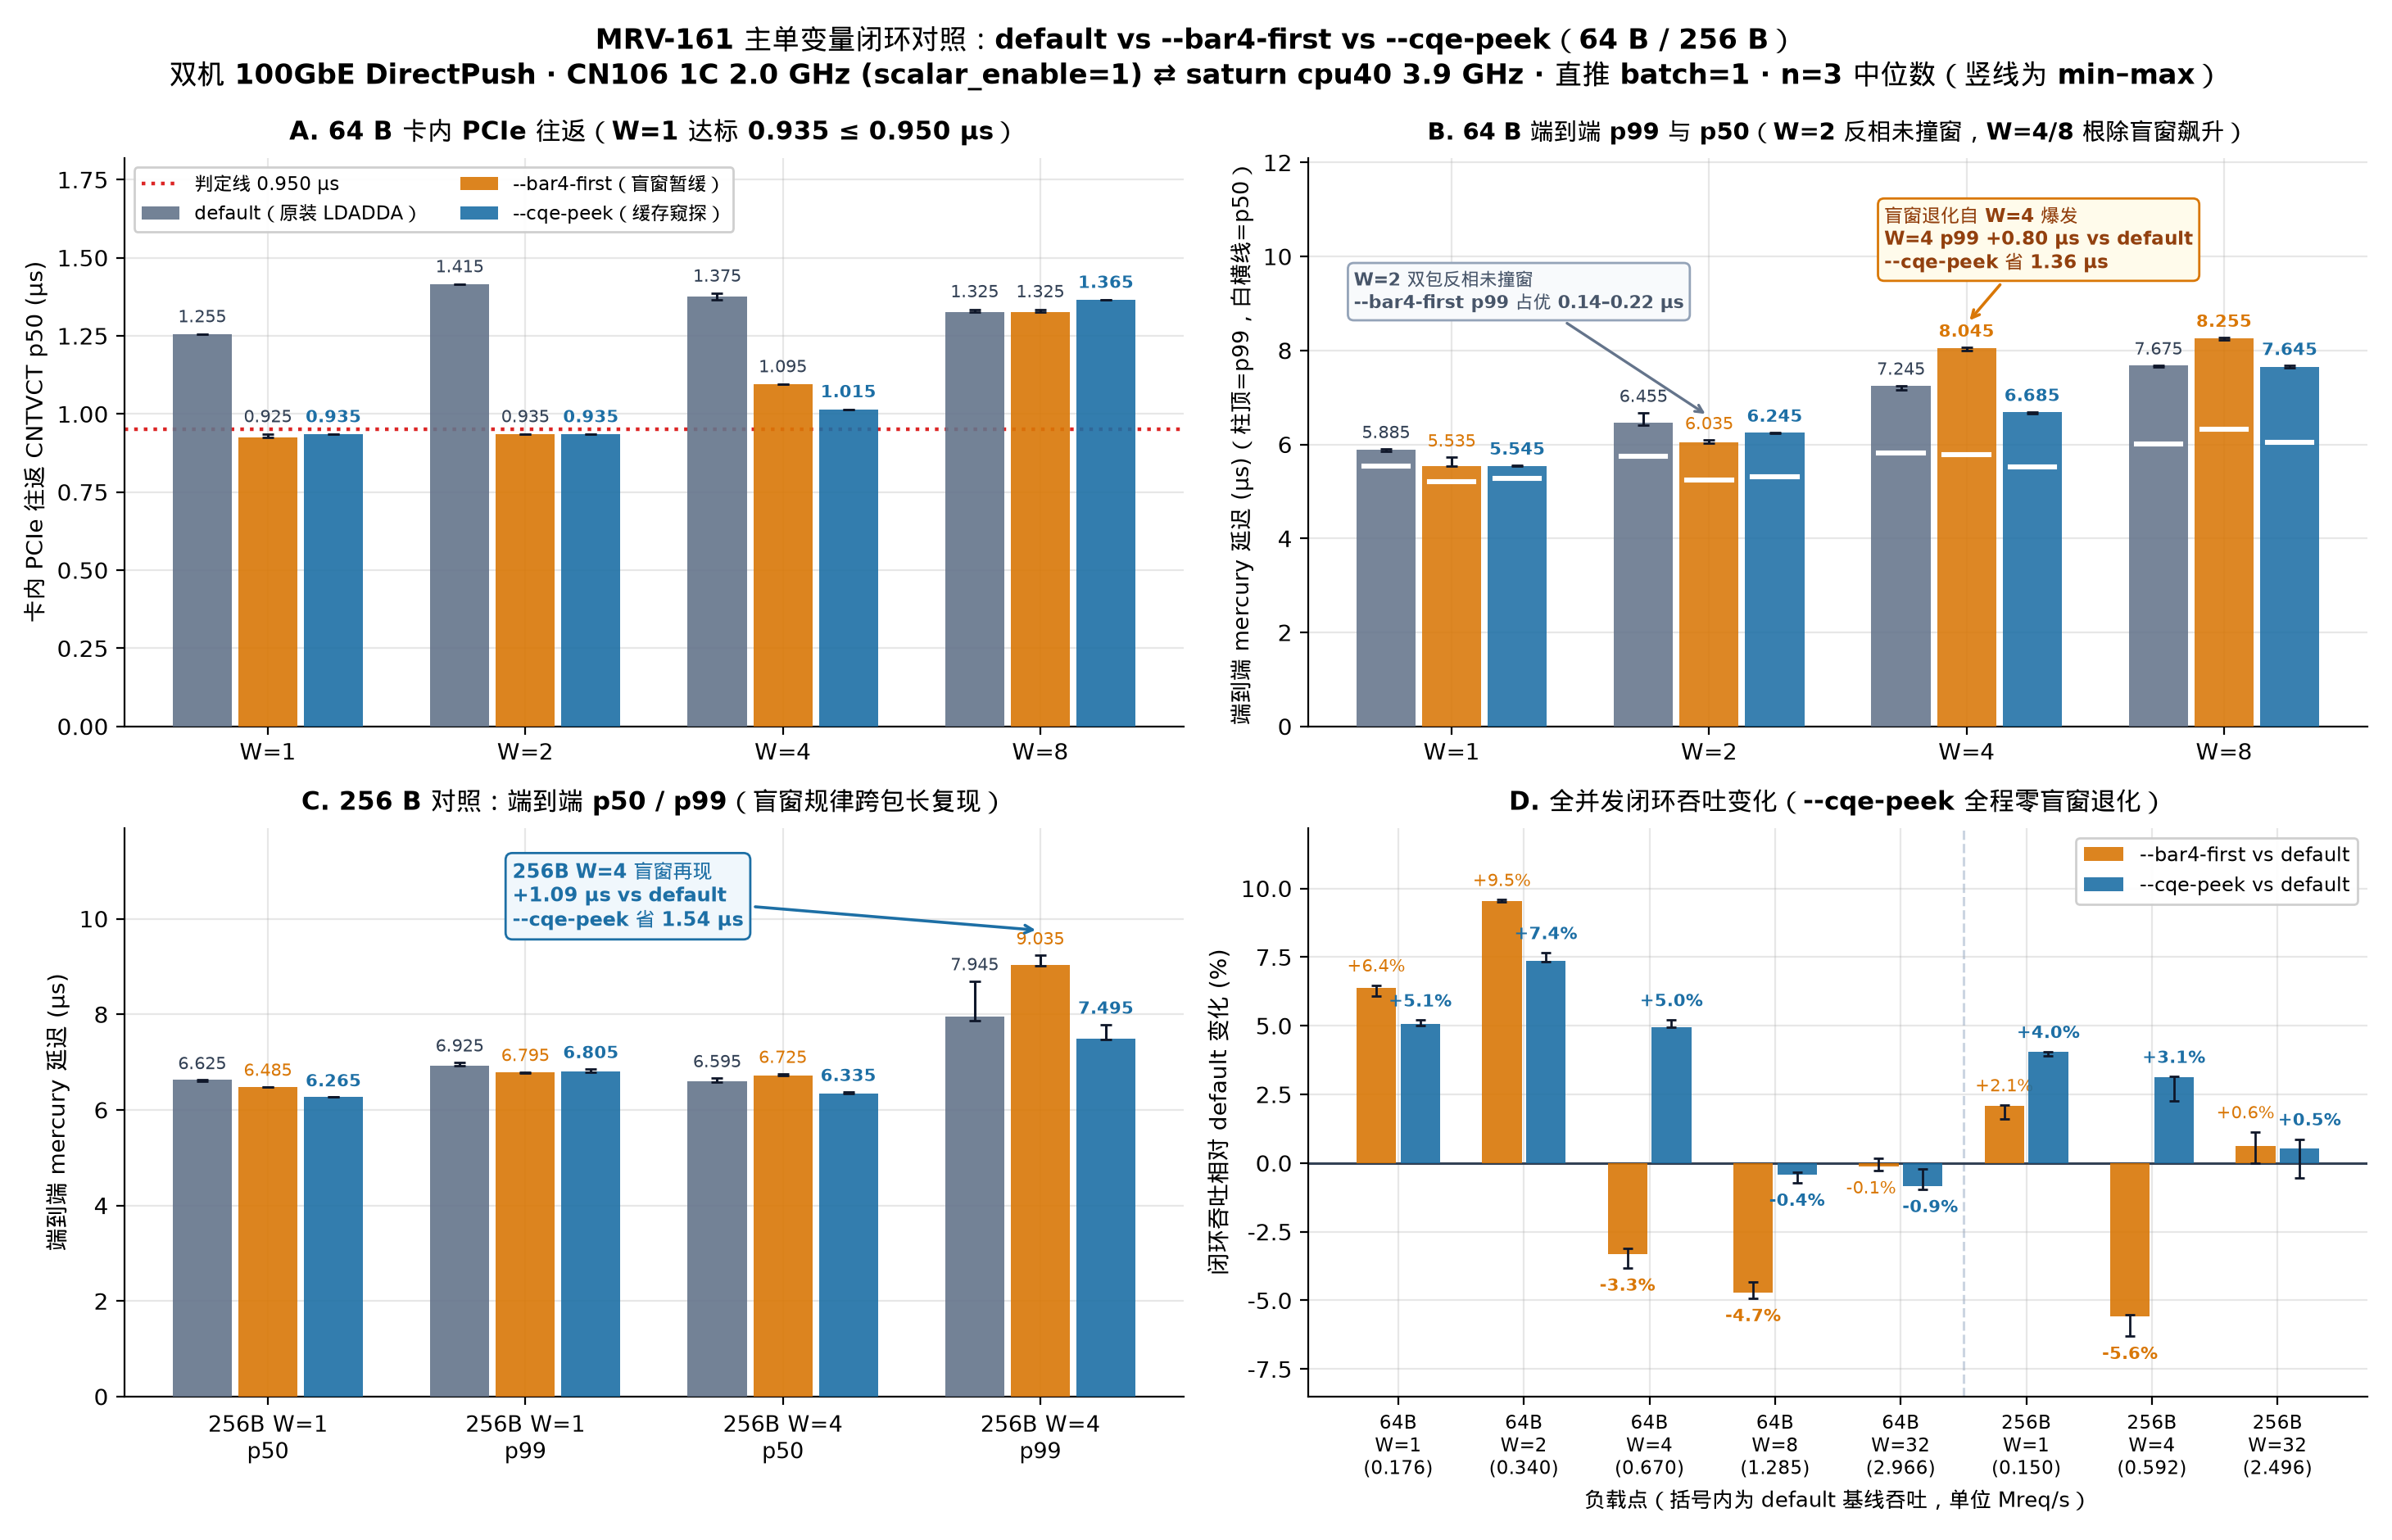 MRV-161 主单变量闭环对照：default vs --bar4-first vs --cqe-peek（64 B / 256 B）
双机 100GbE DirectPush · CN106 1C 2.0 GHz (scalar_enable=1) ⇄ saturn cpu40 3.9 GHz · 直推 batch=1 · n=3 中位数（竖线为 min–max）
A. 64 B 卡内 PCIe 往返（W=1 达标 0.935 ≤ 0.950 μs）
卡内 PCIe 往返 CNTVCT p50 (μs)
1.75
1.50
1.25
1.00
0.75
0.50
0.25
0.00
判定线 0.950 μs
default（原装 LDADDA）
--bar4-first（盲窗暂缓）
--cqe-peek（缓存窥探）
1.255
0.925
0.935
1.415
0.935
0.935
1.375
1.095
1.015
1.325
1.325
1.365
W=1
W=2
W=4
W=8
B. 64 B 端到端 p99 与 p50（W=2 反相未撞窗，W=4/8 根除盲窗飙升）
端到端 mercury 延迟 (μs)（柱顶=p99，白横线=p50）
12
10
8
6
4
2
0
W=2 双包反相未撞窗
--bar4-first p99 占优 0.14–0.22 μs
盲窗退化自 W=4 爆发
W=4 p99 +0.80 μs vs default
--cqe-peek 省 1.36 μs
5.885
5.535
5.545
6.455
6.035
6.245
7.245
8.045
6.685
7.675
8.255
7.645
W=1
W=2
W=4
W=8
C. 256 B 对照：端到端 p50 / p99（盲窗规律跨包长复现）
端到端 mercury 延迟 (μs)
10
8
6
4
2
0
256B W=4 盲窗再现
+1.09 μs vs default
--cqe-peek 省 1.54 μs
6.625
6.485
6.265
6.925
6.795
6.805
6.595
6.725
6.335
7.945
9.035
7.495
256B W=1
p50
256B W=1
p99
256B W=4
p50
256B W=4
p99
D. 全并发闭环吞吐变化（--cqe-peek 全程零盲窗退化）
闭环吞吐相对 default 变化 (%)
10.0
7.5
5.0
2.5
0.0
-2.5
-5.0
-7.5
--bar4-first vs default
--cqe-peek vs default
+6.4%
+5.1%
+9.5%
+7.4%
-3.3%
+5.0%
-4.7%
-0.4%
-0.1%
-0.9%
+2.1%
+4.0%
-5.6%
+3.1%
+0.6%
+0.5%
64B
W=1
(0.176)
64B
W=2
(0.340)
64B
W=4
(0.670)
64B
W=8
(1.285)
64B
W=32
(2.966)
256B
W=1
(0.150)
256B
W=4
(0.592)
256B
W=32
(2.496)
负载点（括号内为 default 基线吞吐，单位 Mreq/s）